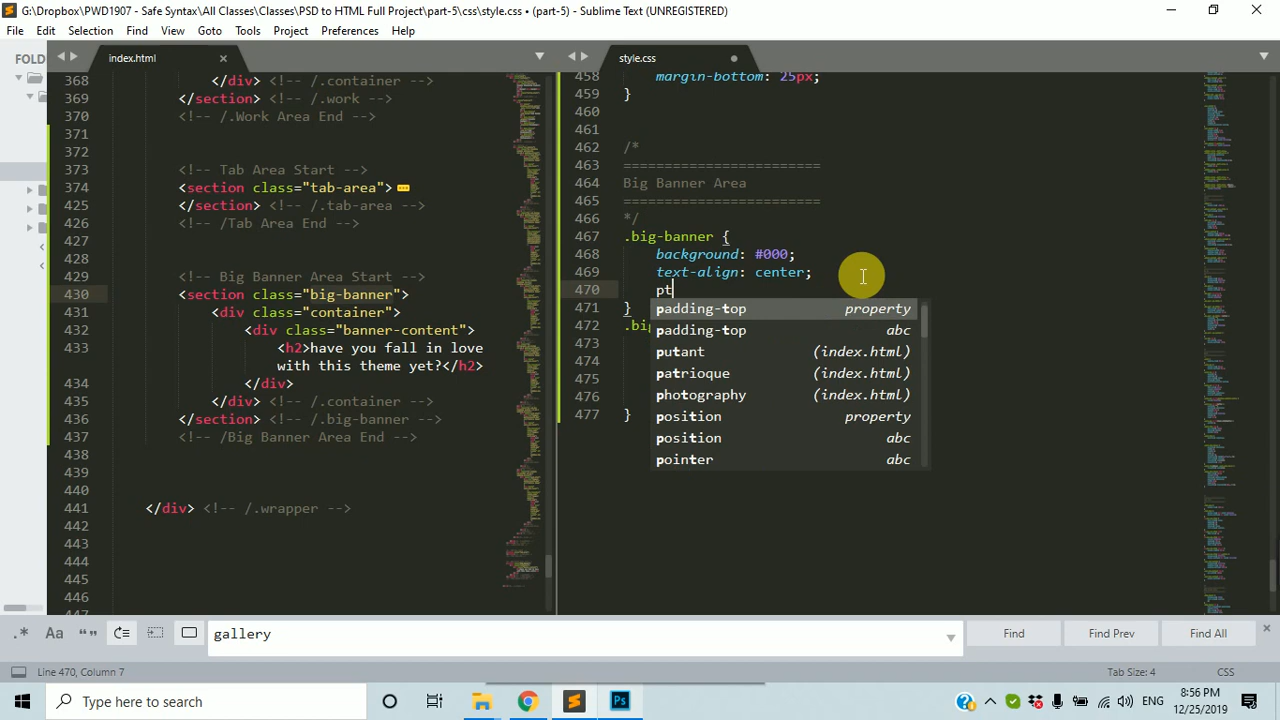 G:\Dropbox\PWD1907 - Safe Syntax\All Classes\Classes\PSD to HTML Full Project\part-5\css\style.css • (part-5) - Sublime Text (UNREGISTERED)
File Edit Selection Find View Goto Tools Project Preferences Help
FOLD
index.html
368 </div> <!-- /.container -->
369 </section> <!-- /.work -->
370 <!-- /.Work Area End -->
371
372
373 <!-- Tab Area Start -->
374 <section class="tab-area">
425 </section> <!-- /.tab-area -->
426 <!-- /Tab Area End -->
427
428
429 <!-- Big Banner Area Start -->
430 <section class="big-banner">
431 <div class="container">
432 <div class="banner-content">
433 <h2>have you fall in love
with this theme yet?</h2>
434 </div>
435 </div> <!-- /.container -->
436 </section> <!-- /.big-banner -->
437 <!-- /Big Banner Area End -->
438
439
440
441 </div> <!-- /.wrapper -->
442
443
444
445
446
447
style.css
458 margin-bottom: 25px;
459 }
460
461
462 /*
463 ========================
464 Big Banner Area
465 ========================
466 */
467 .big-banner {
468 background: #000;
469 text-align: center;
470 pt
471 }
472 .big
473
474
475
476
477 }
pading-top property
pading-top abc
putant (index.html)
patrioque (index.html)
photography (index.html)
position property
position abc
pointer abc
.* Aa “”
gallery
Find
Find Prev
Find All
Line 470, Column 7
Tab Size: 4
CSS
Type here to search
8:56 PM
12/25/2019